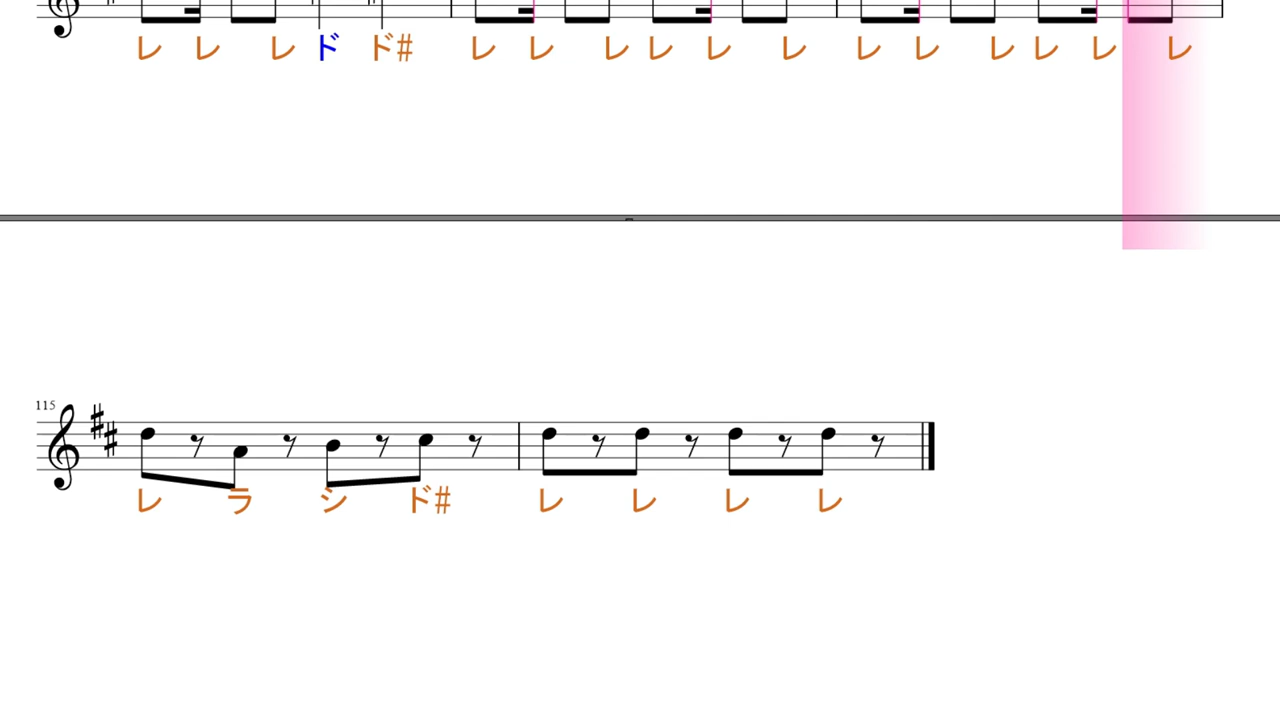 レ レ レ ド ド# レ レ レ レ レ レ レ レ レ レ レ レ
115
レ ラ シ ド# レ レ レ レ